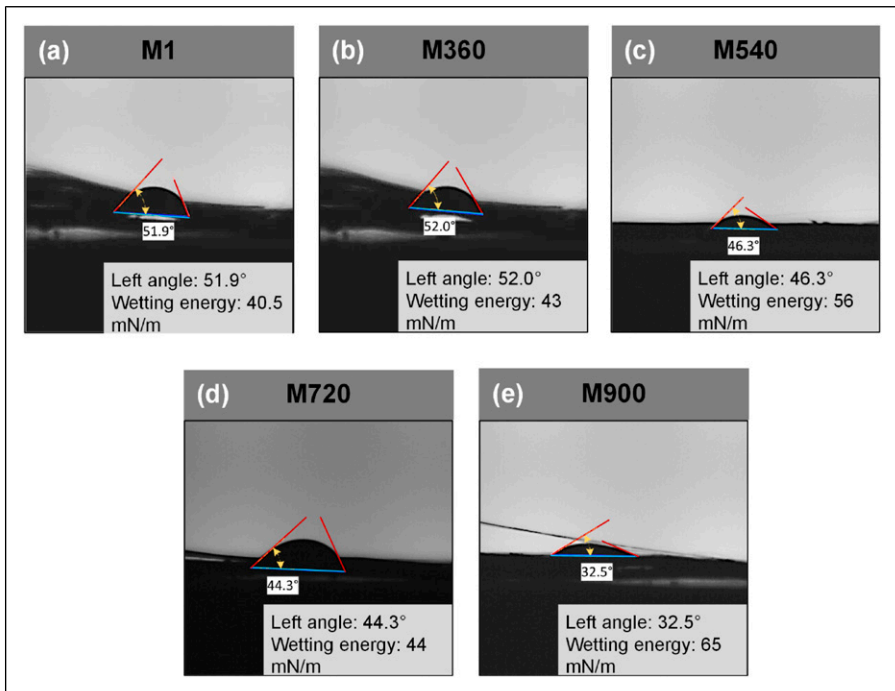 (a) M1
51.9°
Left angle: 51.9°
Wetting energy: 40.5
mN/m
(b) M360
52.0°
Left angle: 52.0°
Wetting energy: 43
mN/m
(c) M540
46.3°
Left angle: 46.3°
Wetting energy: 56
mN/m
(d) M720
44.3°
Left angle: 44.3°
Wetting energy: 44
mN/m
(e) M900
32.5°
Left angle: 32.5°
Wetting energy: 65
mN/m